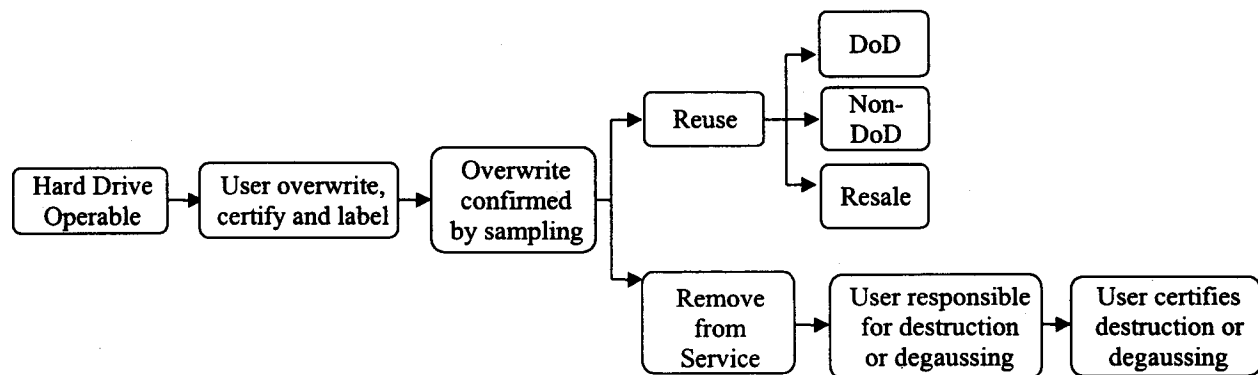 Hard Drive
Operable
User overwrite,
certify and label
Overwrite
confirmed
by sampling
Reuse
DoD
Non-
DoD
Resale
Remove
from
Service
User responsible
for destruction
or degaussing
User certifies
destruction or
degaussing